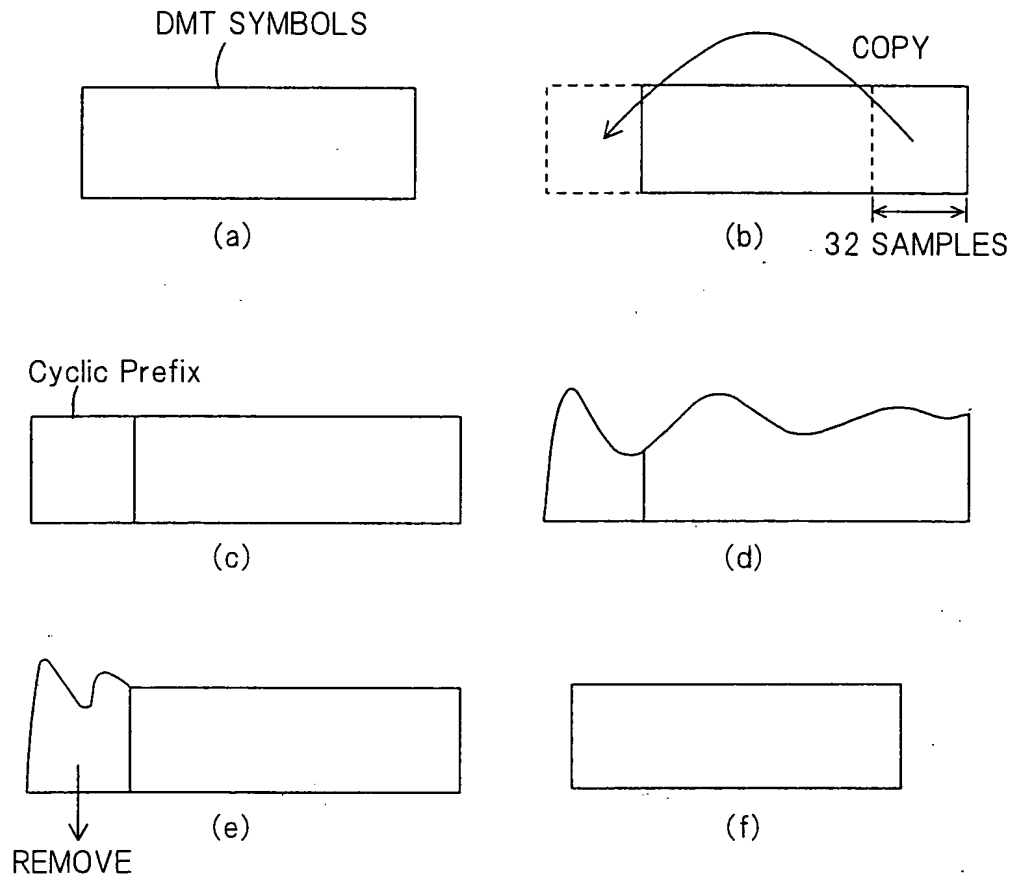 DMT SYMBOLS
COPY
(a)
(b)
32 SAMPLES
Cyclic Prefix
(c)
(d)
(e)
(f)
REMOVE